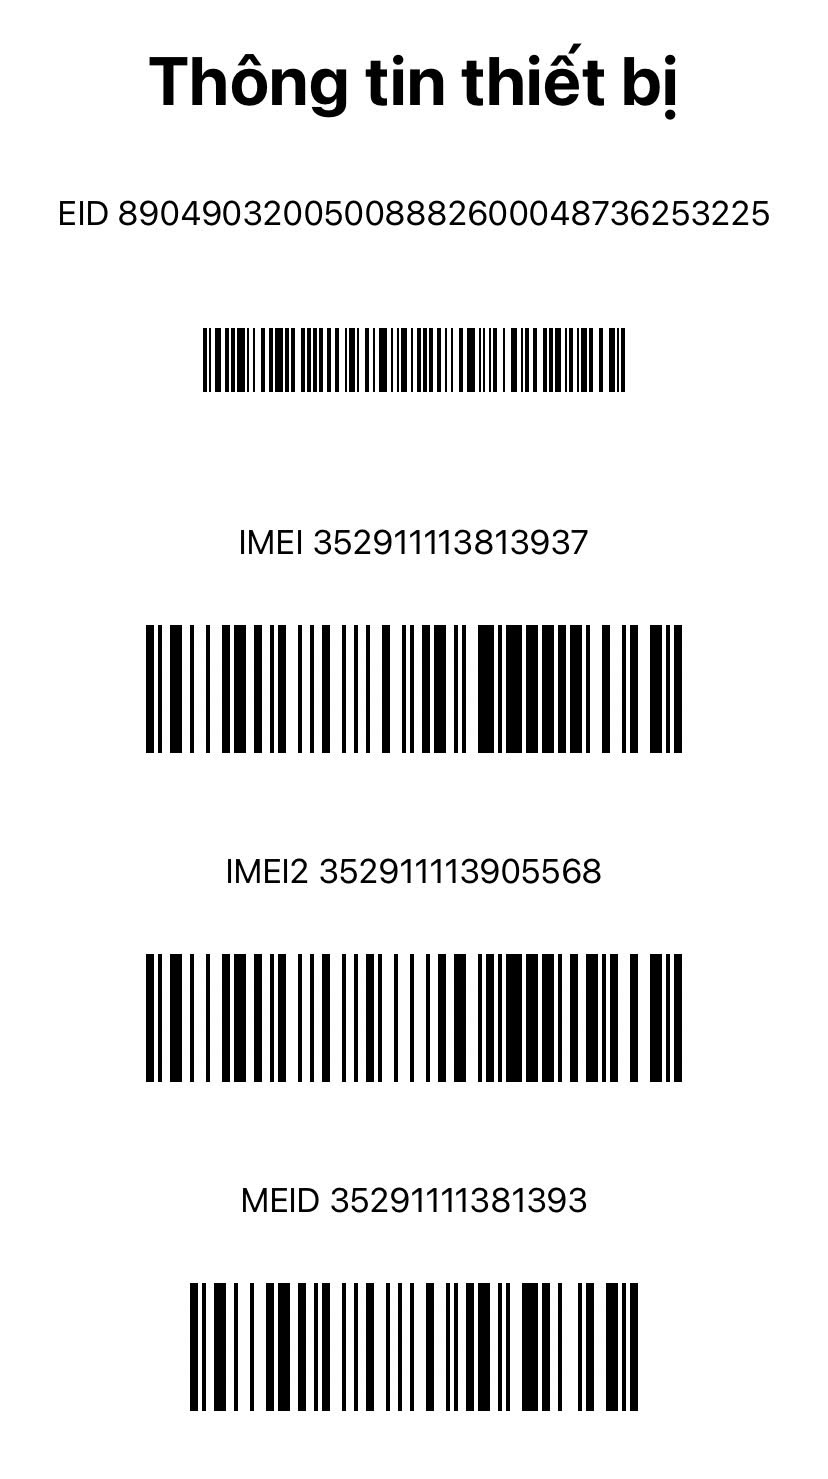 Thông tin thiết bị
EID 89049032005008882600048736253225
IMEI 352911113813937
IMEI2 352911113905568
MEID 35291111381393